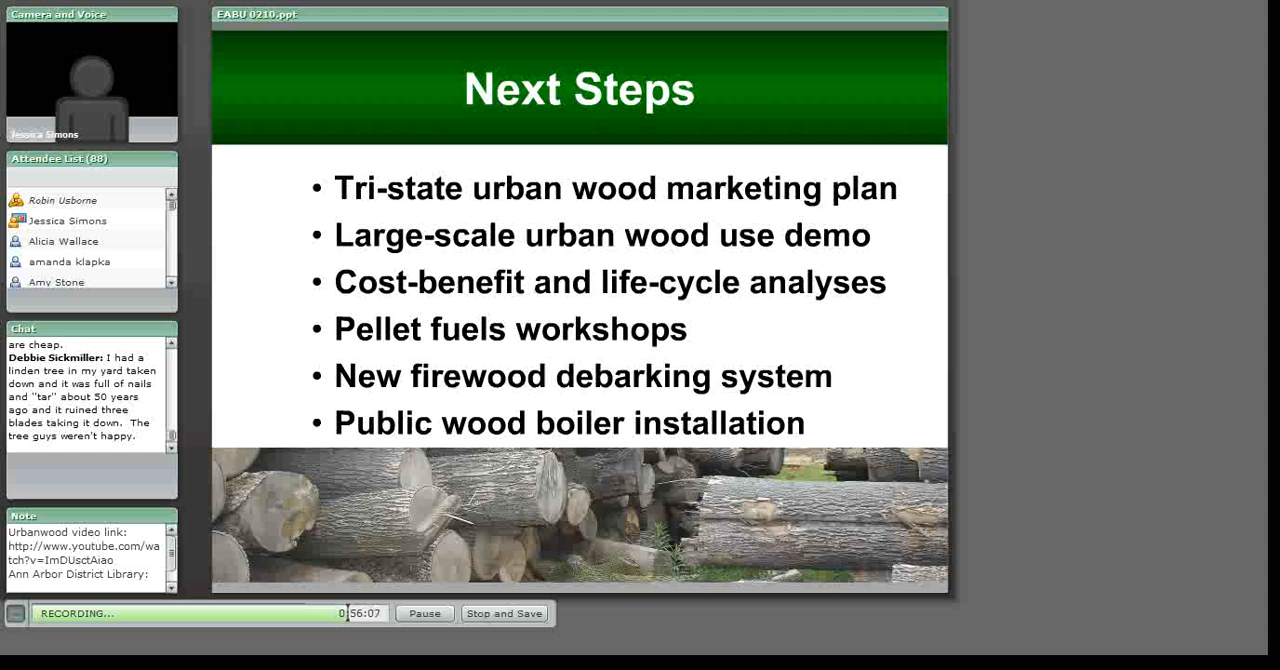 Camera and Voice
Jessica Simons
Attendee List (88)
Robin Usborne
Jessica Simons
Alicia Wallace
amanda klapka
Amy Stone
Chat
are cheap.
Debbie Sickmiller: I had a
linden tree in my yard taken
down and it was full of nails
and "tar" about 50 years
ago and it ruined three
blades taking it down. The
tree guys weren't happy.
Note
Urbanwood video link:
http://www.youtube.com/wa
tch?v=ImDUsctAiao
Ann Arbor District Library:
EABU 0210.ppt
Next Steps
• Tri-state urban wood marketing plan
• Large-scale urban wood use demo
• Cost-benefit and life-cycle analyses
• Pellet fuels workshops
• New firewood debarking system
• Public wood boiler installation
RECORDING... 0:56:07 Pause Stop and Save